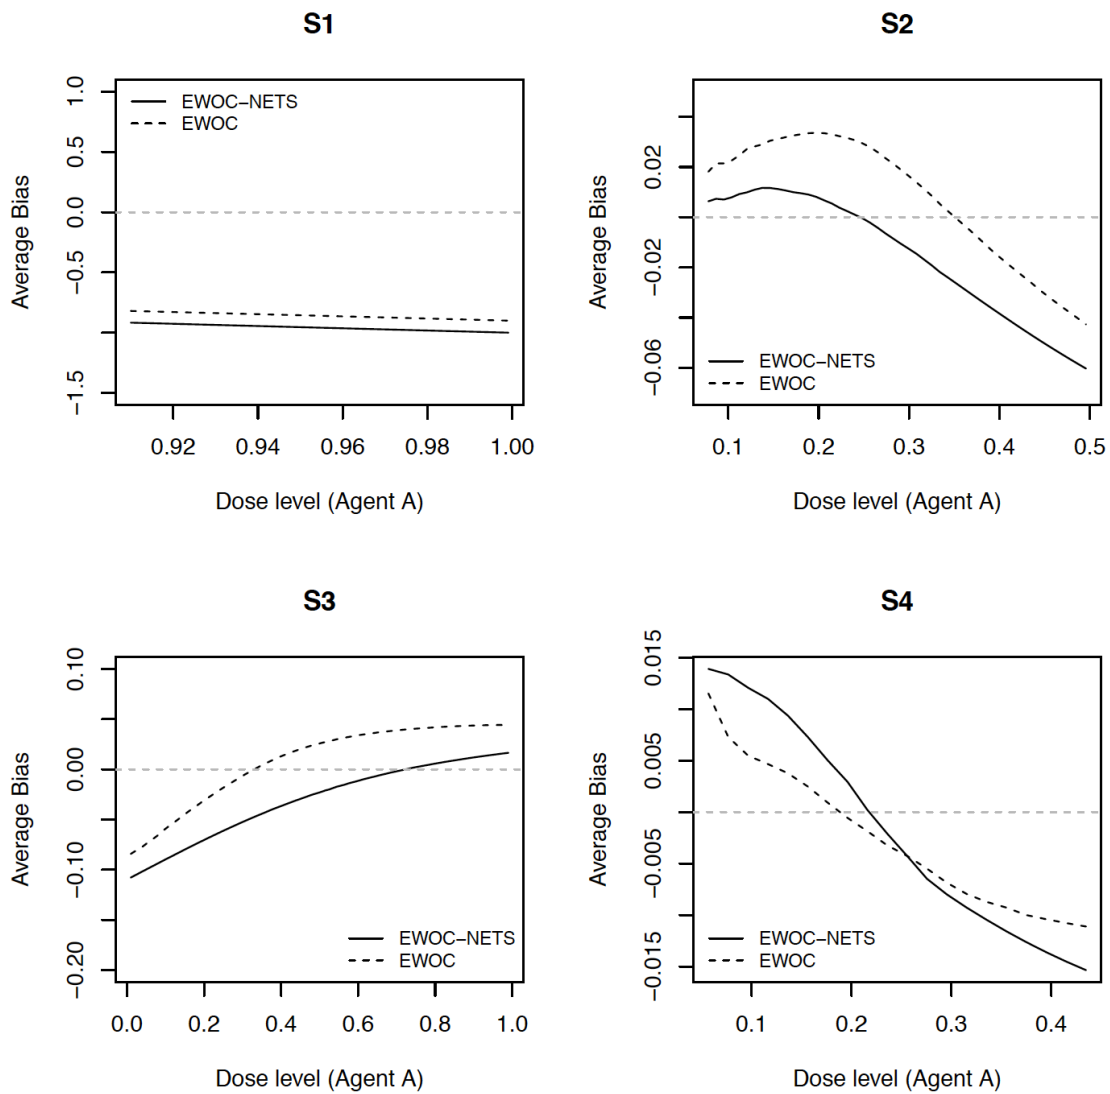 S1
EWOC−NETS
EWOC
1.0
0.5
0.0
−0.5
−1.5
Average Bias
0.92
0.94
0.96
0.98
1.00
Dose level (Agent A)
S2
0.02
−0.02
−0.06
Average Bias
EWOC−NETS
EWOC
0.1
0.2
0.3
0.4
0.5
Dose level (Agent A)
S3
0.10
0.00
−0.10
−0.20
Average Bias
EWOC−NETS
EWOC
0.0
0.2
0.4
0.6
0.8
1.0
Dose level (Agent A)
S4
0.015
0.005
−0.005
−0.015
Average Bias
EWOC−NETS
EWOC
0.1
0.2
0.3
0.4
Dose level (Agent A)